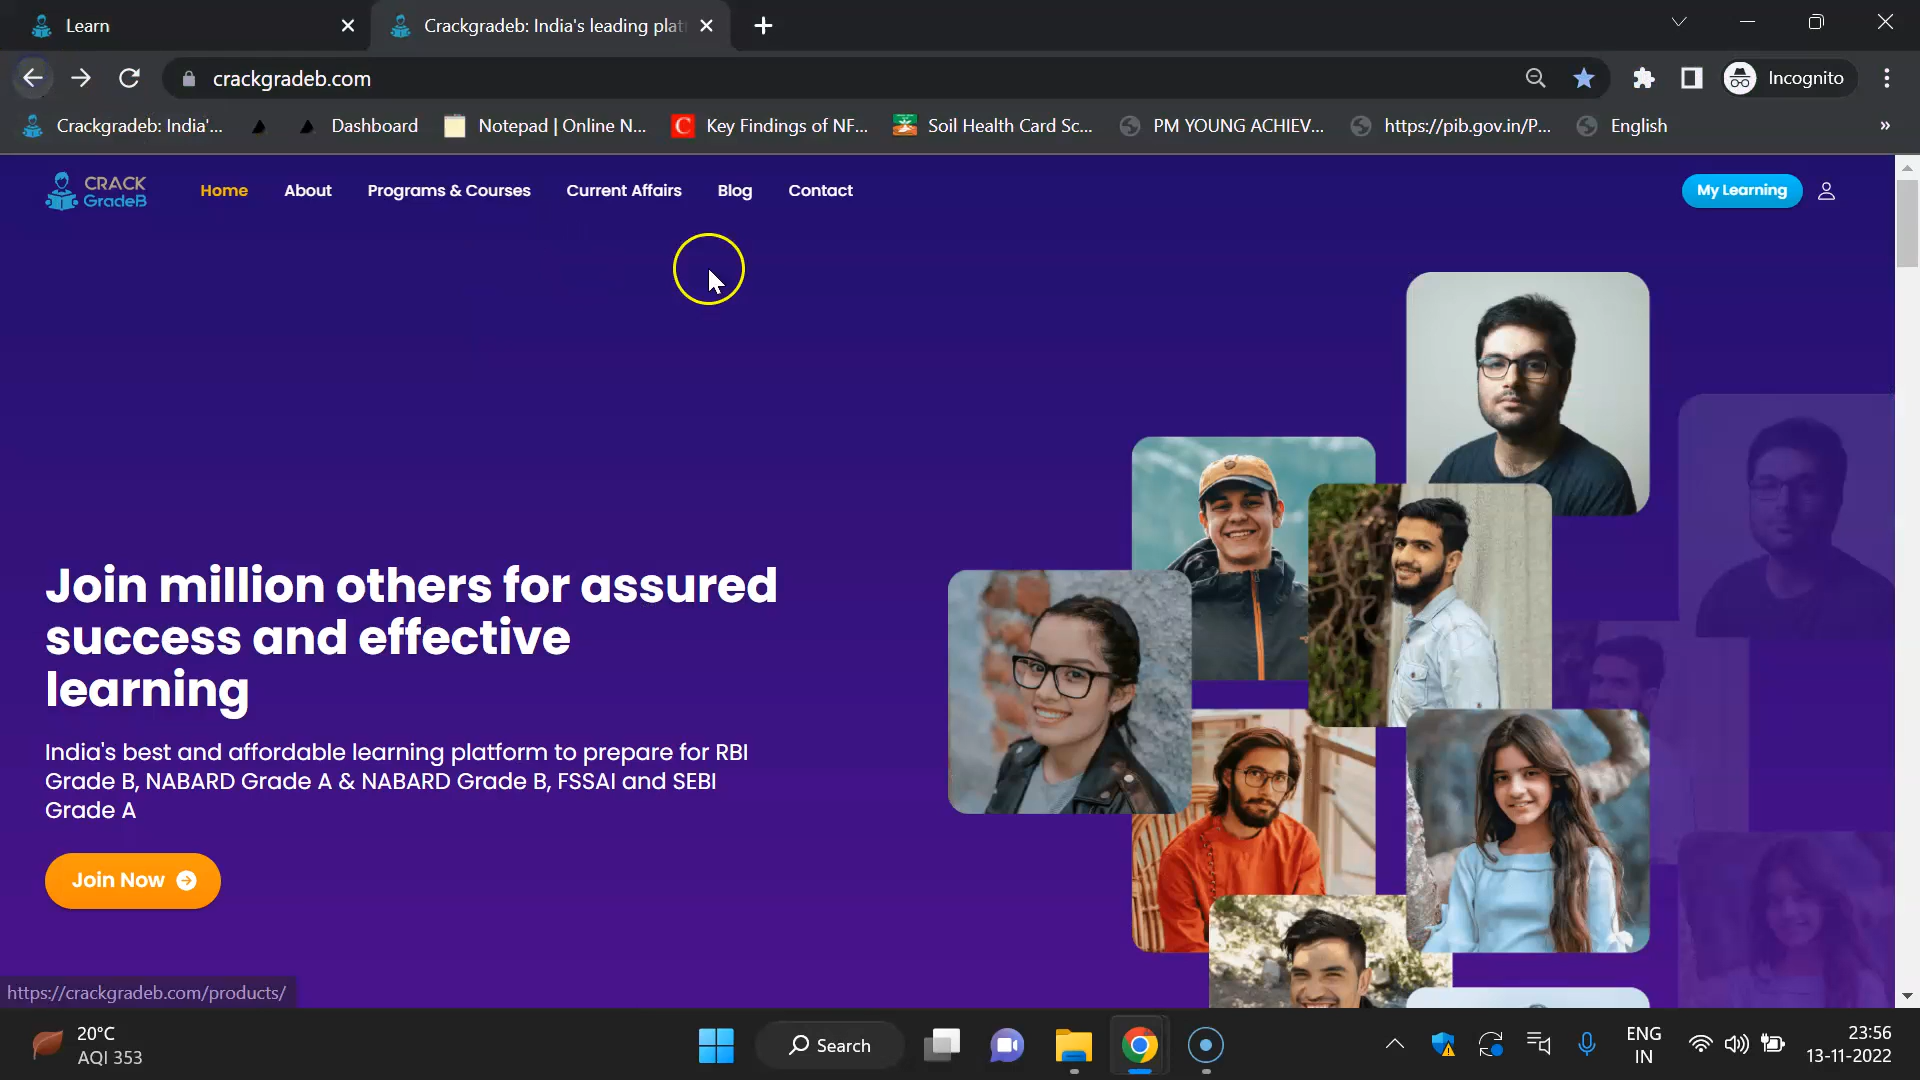 Learn
Crackgradeb: India's leading plat
crackgradeb.com
Incognito
Crackgradeb: India'...
Dashboard
Notepad | Online N...
Key Findings of NF...
Soil Health Card Sc...
PM YOUNG ACHIEV...
https://pib.gov.in/P...
English
»
CRACK
GradeB
Home
About
Programs & Courses
Current Affairs
Blog
Contact
My Learning
Join million others for assured
success and effective
learning
India's best and affordable learning platform to prepare for RBI
Grade B, NABARD Grade A & NABARD Grade B, FSSAI and SEBI
Grade A
Join Now
https://crackgradeb.com/products/
20°C
AQI 353
Search
ENG
IN
23:56
13-11-2022